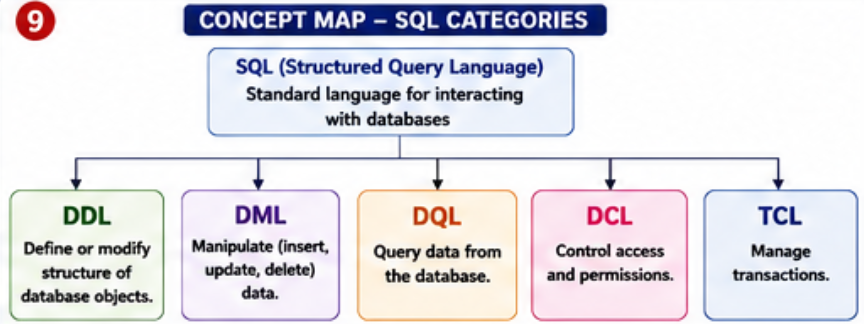 9
CONCEPT MAP – SQL CATEGORIES
SQL (Structured Query Language)
Standard language for interacting
with databases
DDL
Define or modify
structure of
database objects.
DML
Manipulate (insert,
update, delete)
data.
DQL
Query data from
the database.
DCL
Control access
and permissions.
TCL
Manage
transactions.